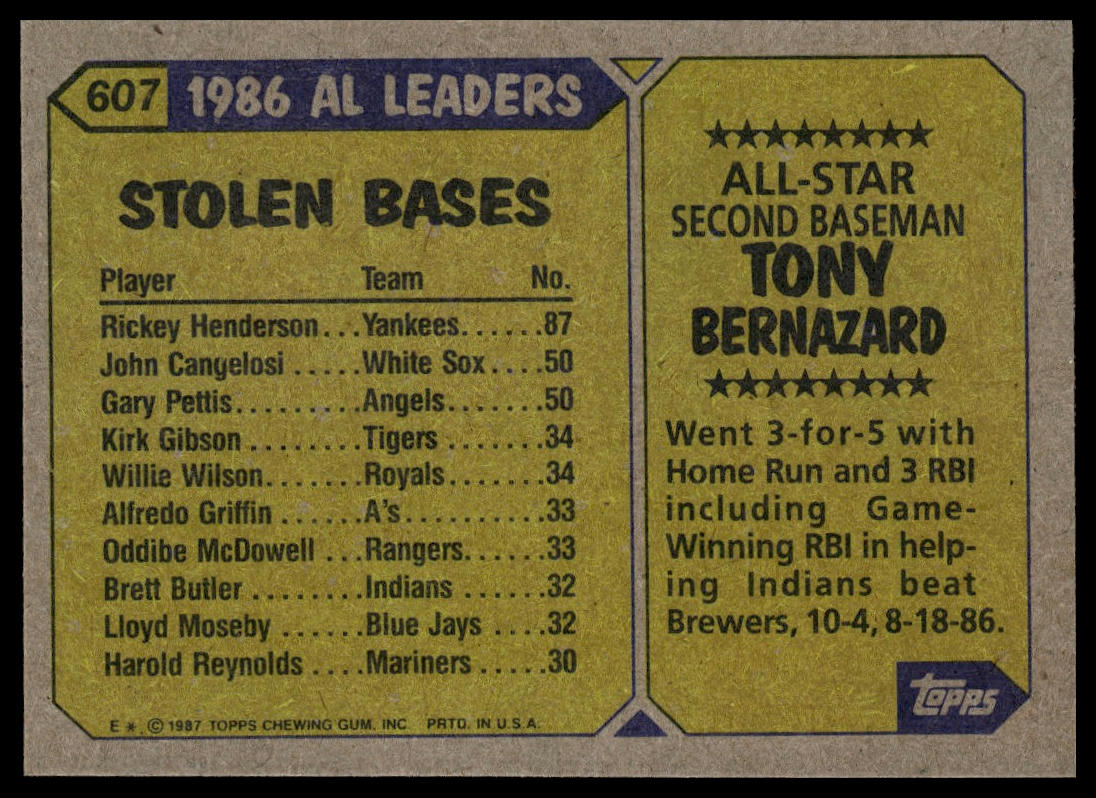 607 1986 AL LEADERS
STOLEN BASES
Player Team No.
Rickey Henderson...Yankees......87
John Cangelosi .....White Sox....50
Gary Pettis.........Angels.......50
Kirk Gibson ........Tigers .......34
Willie Wilson.......Royals.......34
Alfredo Griffin ......A's..........33
Oddibe McDowell ...Rangers......33
Brett Butler ........Indians ......32
Lloyd Moseby ......Blue Jays ....32
Harold Reynolds ....Mariners .....30
E *. © 1987 TOPPS CHEWING GUM, INC. PRTD. IN U.S.A.
★★★★★★★★
ALL-STAR
SECOND BASEMAN
TONY
BERNAZARD
★★★★★★★★
Went 3-for-5 with
Home Run and 3 RBI
including Game-
Winning RBI in help-
ing Indians beat
Brewers, 10-4, 8-18-86.
TOPPS